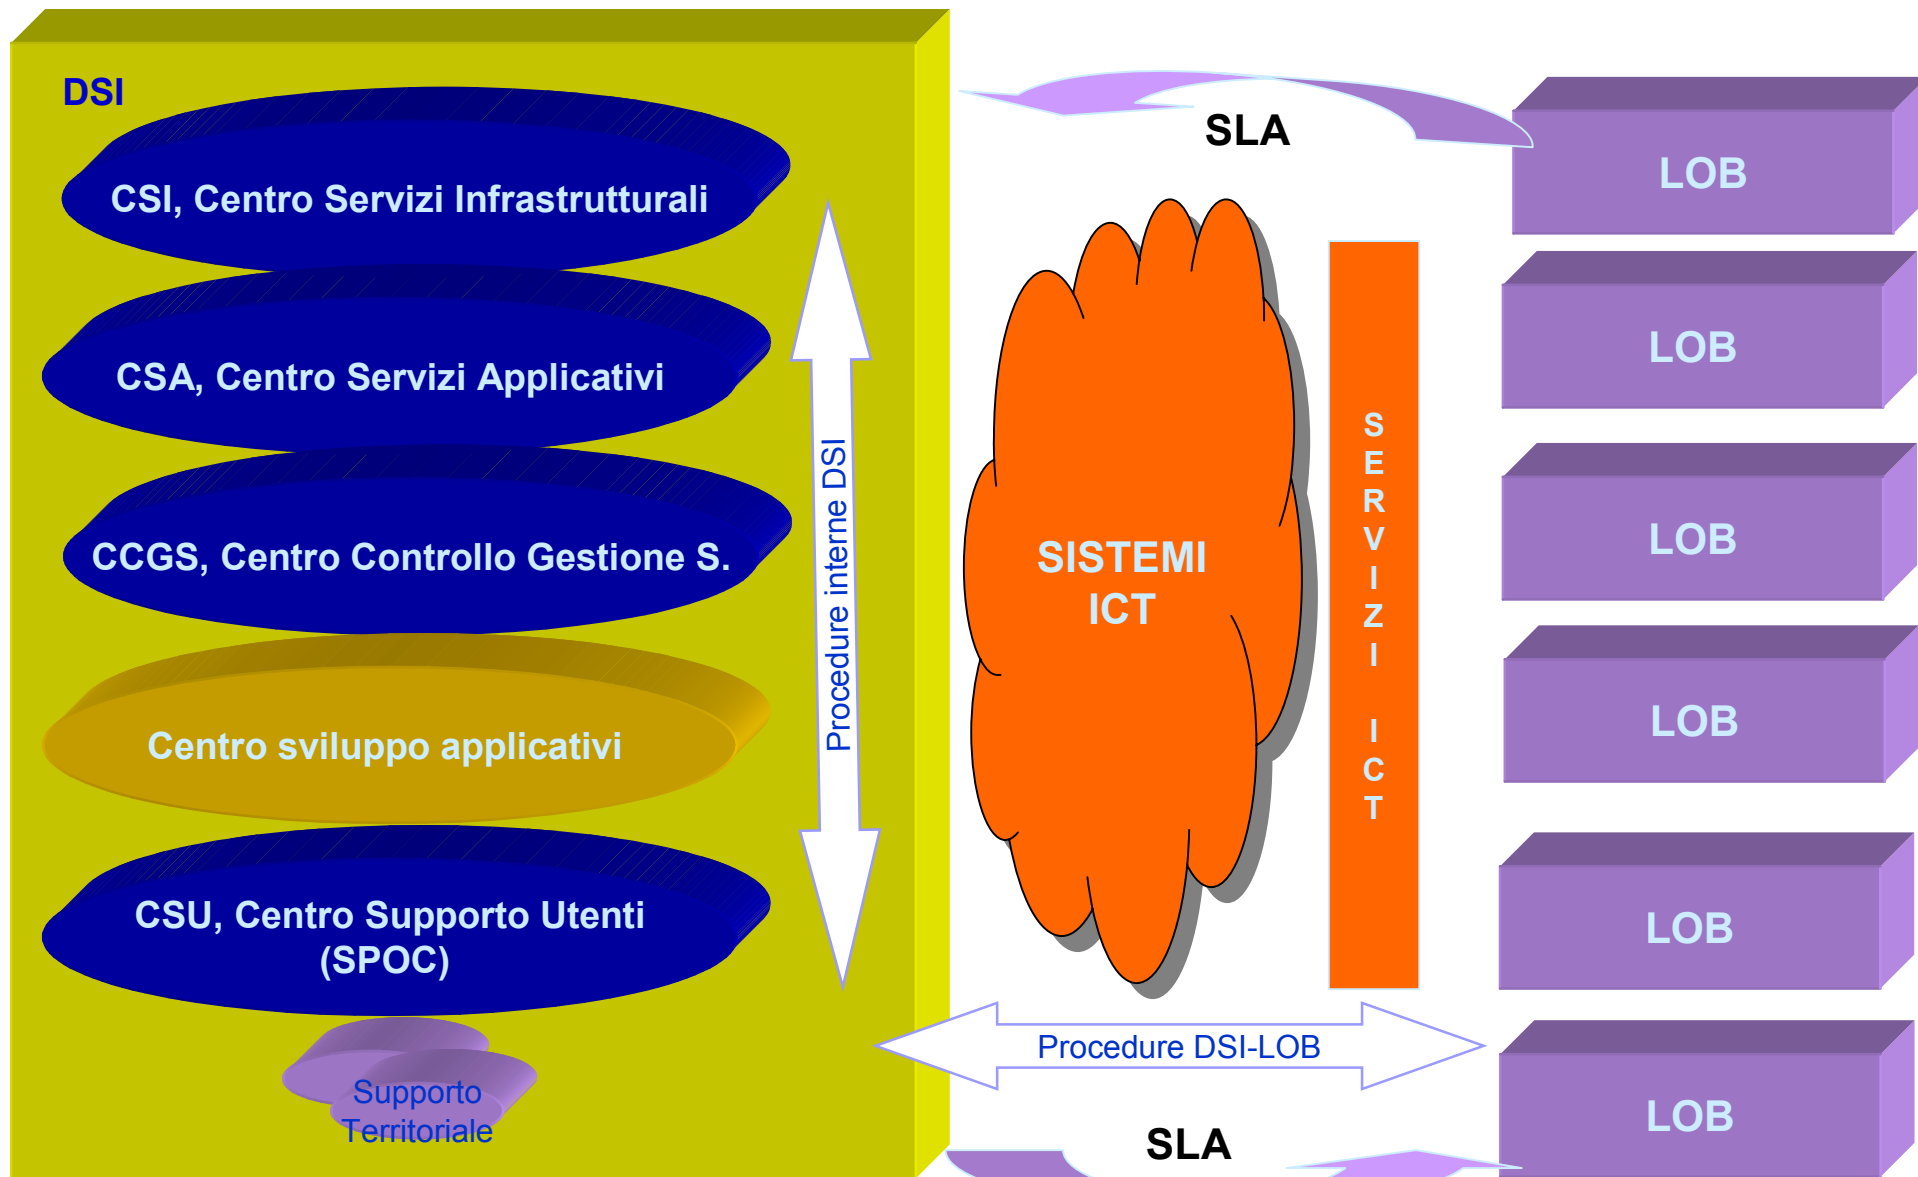 DSI
CSI, Centro Servizi Infrastrutturali
CSA, Centro Servizi Applicativi
CCGS, Centro Controllo Gestione S.
Centro sviluppo applicativi
CSU, Centro Supporto Utenti
(SPOC)
Supporto
Territoriale
Procedure interne DSI
SLA
SISTEMI
ICT
S
E
R
V
I
Z
I
I
C
T
Procedure DSI-LOB
SLA
LOB
LOB
LOB
LOB
LOB
LOB